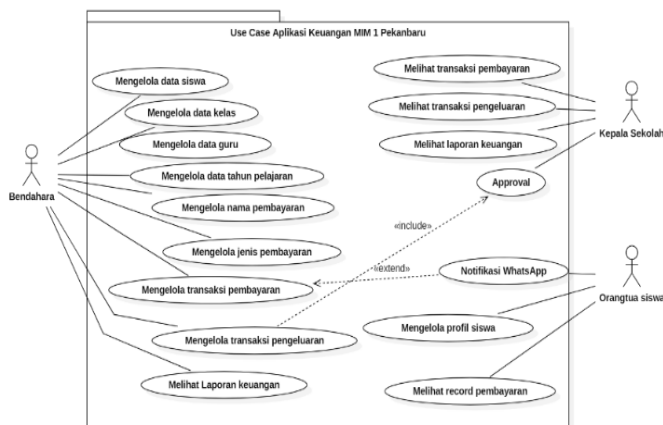 Use Case Aplikasi Keuangan MIM 1 Pekanbaru
Mengelola data siswa
Mengelola data kelas
Mengelola data guru
Mengelola data tahun pelajaran
Mengelola nama pembayaran
Mengelola jenis pembayaran
Mengelola transaksi pembayaran
Mengelola transaksi pengeluaran
Melihat Laporan keuangan
Bendahara
Melihat transaksi pembayaran
Melihat transaksi pengeluaran
Melihat laporan keuangan
Approval
Kepala Sekolah
«include»
«extend»
Notifikasi WhatsApp
Mengelola profil siswa
Melihat record pembayaran
Orangtua siswa